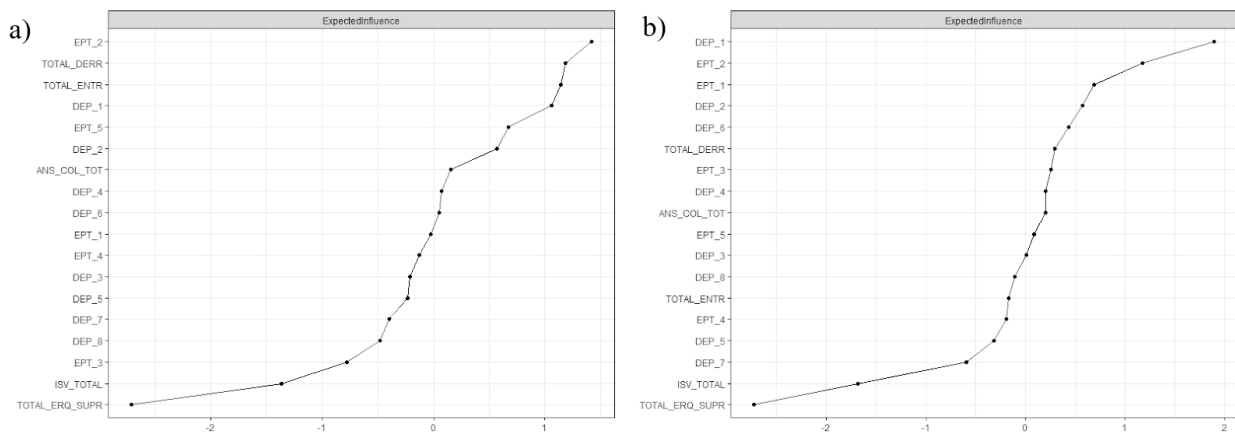 a)
ExpectedInfluence
EPT_2
TOTAL_DERR
TOTAL_ENTR
DEP_1
EPT_5
DEP_2
ANS_COL_TOT
DEP_4
DEP_6
EPT_1
EPT_4
DEP_3
DEP_5
DEP_7
DEP_8
EPT_3
ISV_TOTAL
TOTAL_ERQ_SUPR
-2 -1 0 1
b)
ExpectedInfluence
DEP_1
EPT_2
EPT_1
DEP_2
DEP_6
TOTAL_DERR
EPT_3
DEP_4
ANS_COL_TOT
EPT_5
DEP_3
DEP_8
TOTAL_ENTR
EPT_4
DEP_5
DEP_7
ISV_TOTAL
TOTAL_ERQ_SUPR
-2 -1 0 1 2